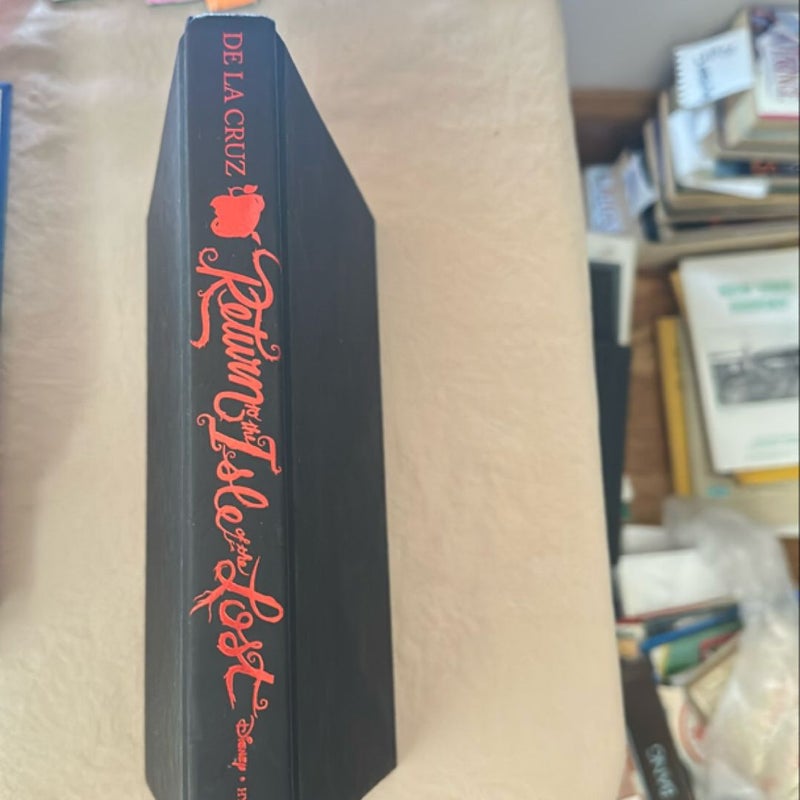 DE LA CRUZ
Return to the Isle of the Lost
DISNEY • H